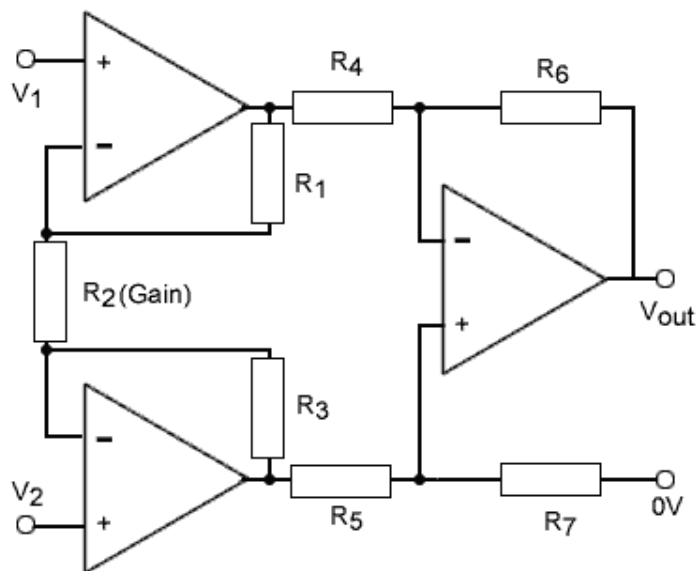 +
V1
−
R4
R6
R1
R2(Gain)
−
+
Vout
R3
−
V2
+
R5
R7
0V